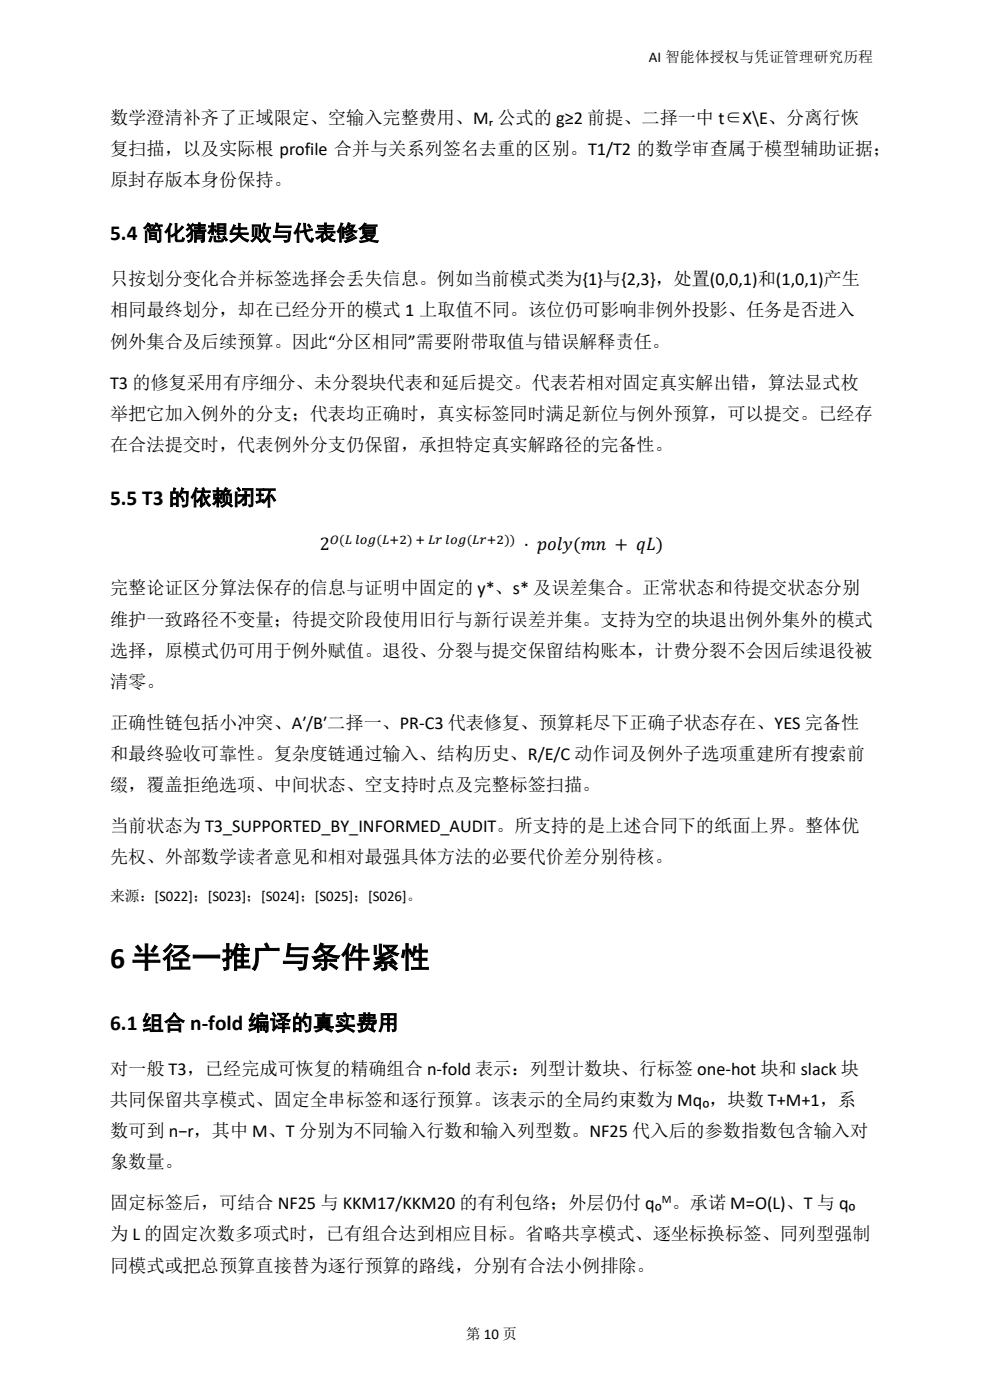 AI 智能体授权与凭证管理研究历程
数学澄清补齐了正域限定、空输入完整费用、Mᵣ 公式的 g≥2 前提、二择一中 t∈X\E、分离行恢
复扫描，以及实际根 profile 合并与关系列签名去重的区别。T1/T2 的数学审查属于模型辅助证据；
原封存版本身份保持。
5.4 简化猜想失败与代表修复
只按划分变化合并标签选择会丢失信息。例如当前模式类为{1}与{2,3}，处置(0,0,1)和(1,0,1)产生
相同最终划分，却在已经分开的模式 1 上取值不同。该位仍可影响非例外投影、任务是否进入
例外集合及后续预算。因此“分区相同”需要附带取值与错误解释责任。
T3 的修复采用有序细分、未分裂块代表和延后提交。代表若相对固定真实解出错，算法显式枚
举把它加入例外的分支；代表均正确时，真实标签同时满足新位与例外预算，可以提交。已经存
在合法提交时，代表例外分支仍保留，承担特定真实解路径的完备性。
5.5 T3 的依赖闭环
2^{O(L log(L+2) + Lr log(Lr+2))} · poly(mn + qL)
完整论证区分算法保存的信息与证明中固定的 y*、s* 及误差集合。正常状态和待提交状态分别
维护一致路径不变量；待提交阶段使用旧行与新行误差并集。支持为空的块退出例外集外的模式
选择，原模式仍可用于例外赋值。退役、分裂与提交保留结构账本，计费分裂不会因后续退役被
清零。
正确性链包括小冲突、A′/B′二择一、PR-C3 代表修复、预算耗尽下正确子状态存在、YES 完备性
和最终验收可靠性。复杂度链通过输入、结构历史、R/E/C 动作词及例外子选项重建所有搜索前
缀，覆盖拒绝选项、中间状态、空支持时点及完整标签扫描。
当前状态为 T3_SUPPORTED_BY_INFORMED_AUDIT。所支持的是上述合同下的纸面上界。整体优
先权、外部数学读者意见和相对最强具体方法的必要代价差分别待核。
来源：[S022]；[S023]；[S024]；[S025]；[S026]。
6 半径一推广与条件紧性
6.1 组合 n-fold 编译的真实费用
对一般 T3，已经完成可恢复的精确组合 n-fold 表示：列型计数块、行标签 one-hot 块和 slack 块
共同保留共享模式、固定全串标签和逐行预算。该表示的全局约束数为 Mq₀，块数 T+M+1，系
数可到 n−r，其中 M、T 分别为不同输入行数和输入列型数。NF25 代入后的参数指数包含输入对
象数量。
固定标签后，可结合 NF25 与 KKM17/KKM20 的有利包络；外层仍付 q₀ᴹ。承诺 M=O(L)、T 与 q₀
为 L 的固定次数多项式时，已有组合达到相应目标。省略共享模式、逐坐标换标签、同列型强制
同模式或把总预算直接替为逐行预算的路线，分别有合法小例排除。
第 10 页